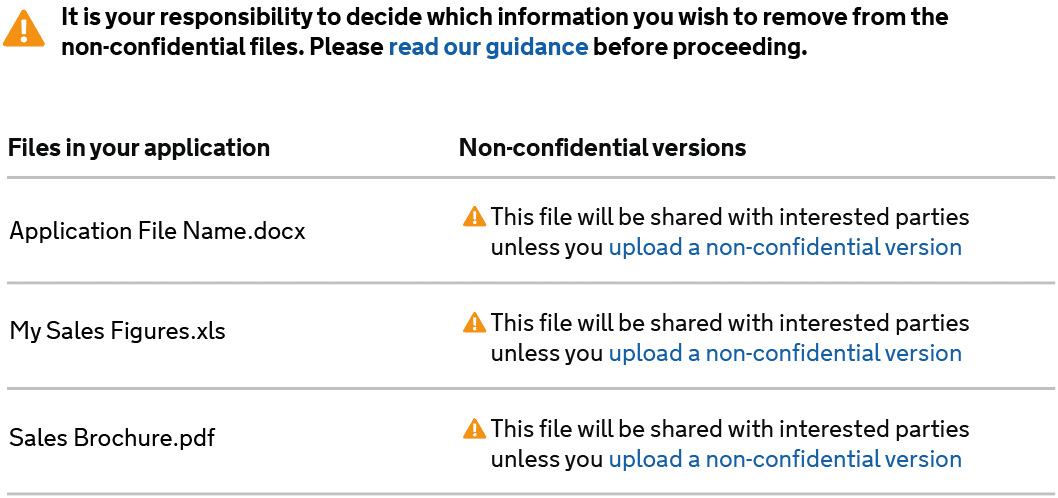 It is your responsibility to decide which information you wish to remove from the
non-confidential files. Please read our guidance before proceeding.
Files in your application
Non-confidential versions
Application File Name.docx
This file will be shared with interested parties
unless you upload a non-confidential version
My Sales Figures.xls
This file will be shared with interested parties
unless you upload a non-confidential version
Sales Brochure.pdf
This file will be shared with interested parties
unless you upload a non-confidential version